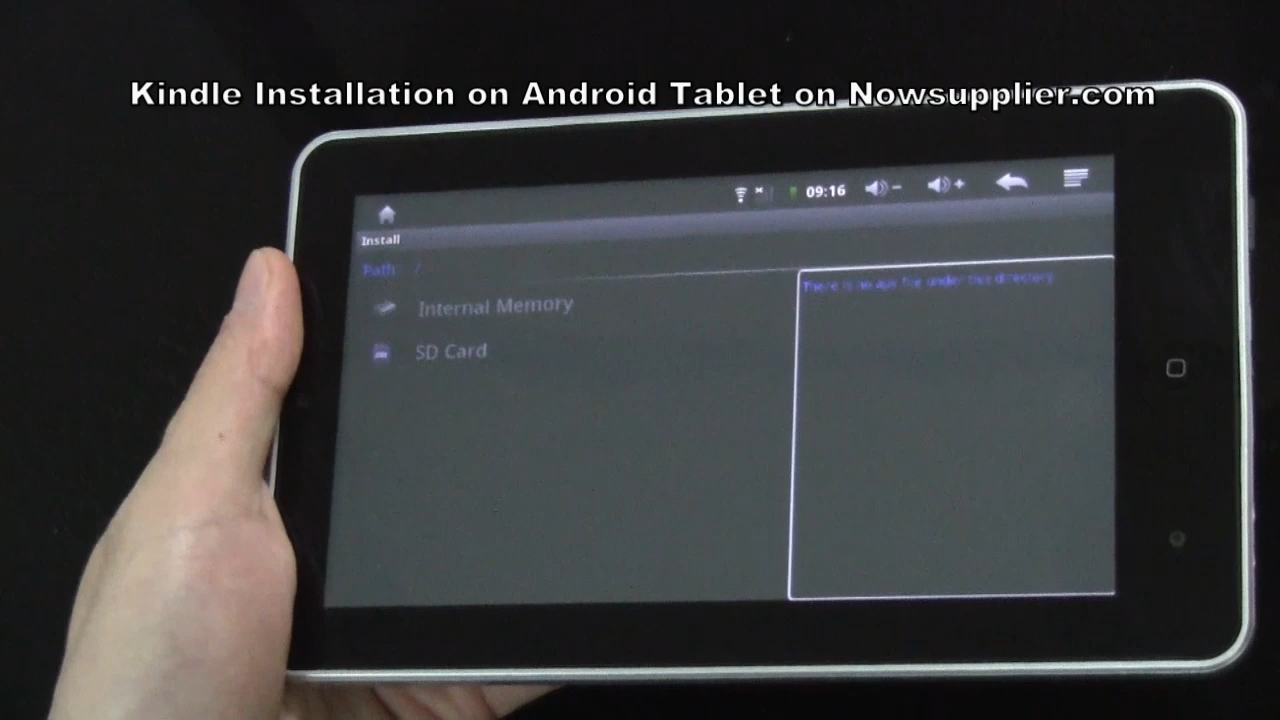 Kindle Installation on Android Tablet on Nowsupplier.com
09:16
Install
Path: /
There is no apk file under this directory
Internal Memory
SD Card